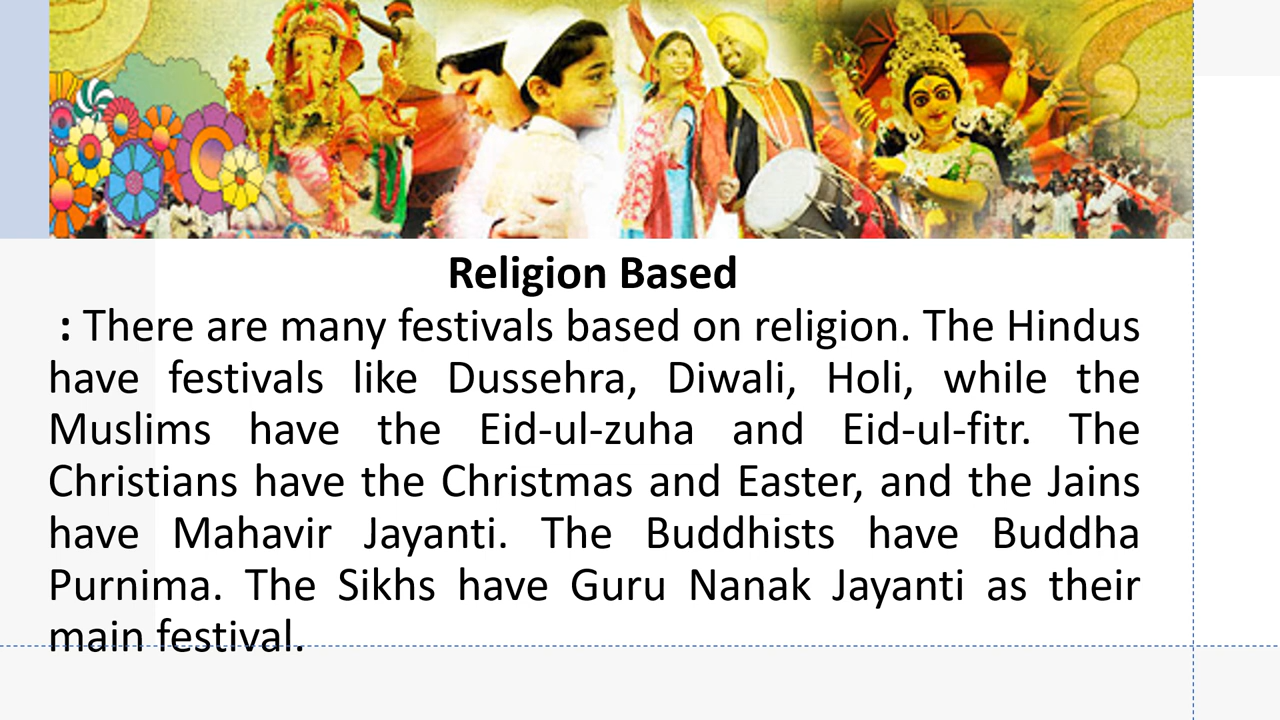 Religion Based
: There are many festivals based on religion. The Hindus
have festivals like Dussehra, Diwali, Holi, while the
Muslims have the Eid-ul-zuha and Eid-ul-fitr. The
Christians have the Christmas and Easter, and the Jains
have Mahavir Jayanti. The Buddhists have Buddha
Purnima. The Sikhs have Guru Nanak Jayanti as their
main festival.